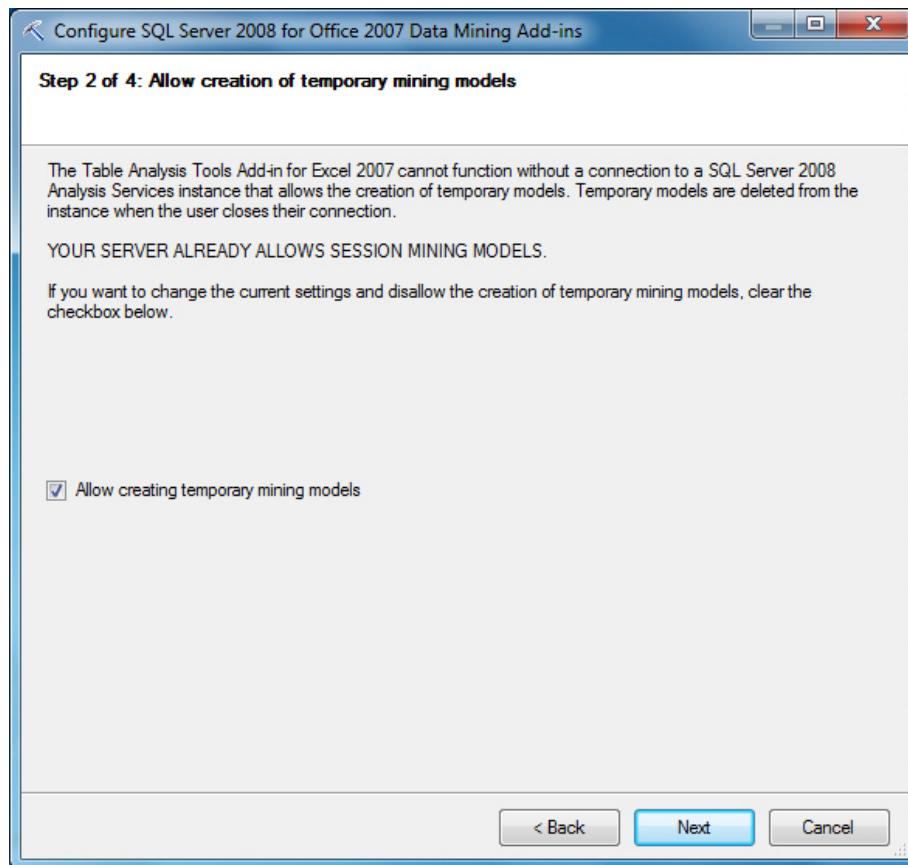 Configure SQL Server 2008 for Office 2007 Data Mining Add-ins
Step 2 of 4: Allow creation of temporary mining models
The Table Analysis Tools Add-in for Excel 2007 cannot function without a connection to a SQL Server 2008
Analysis Services instance that allows the creation of temporary models. Temporary models are deleted from the
instance when the user closes their connection.
YOUR SERVER ALREADY ALLOWS SESSION MINING MODELS.
If you want to change the current settings and disallow the creation of temporary mining models, clear the
checkbox below.
Allow creating temporary mining models
< Back Next Cancel